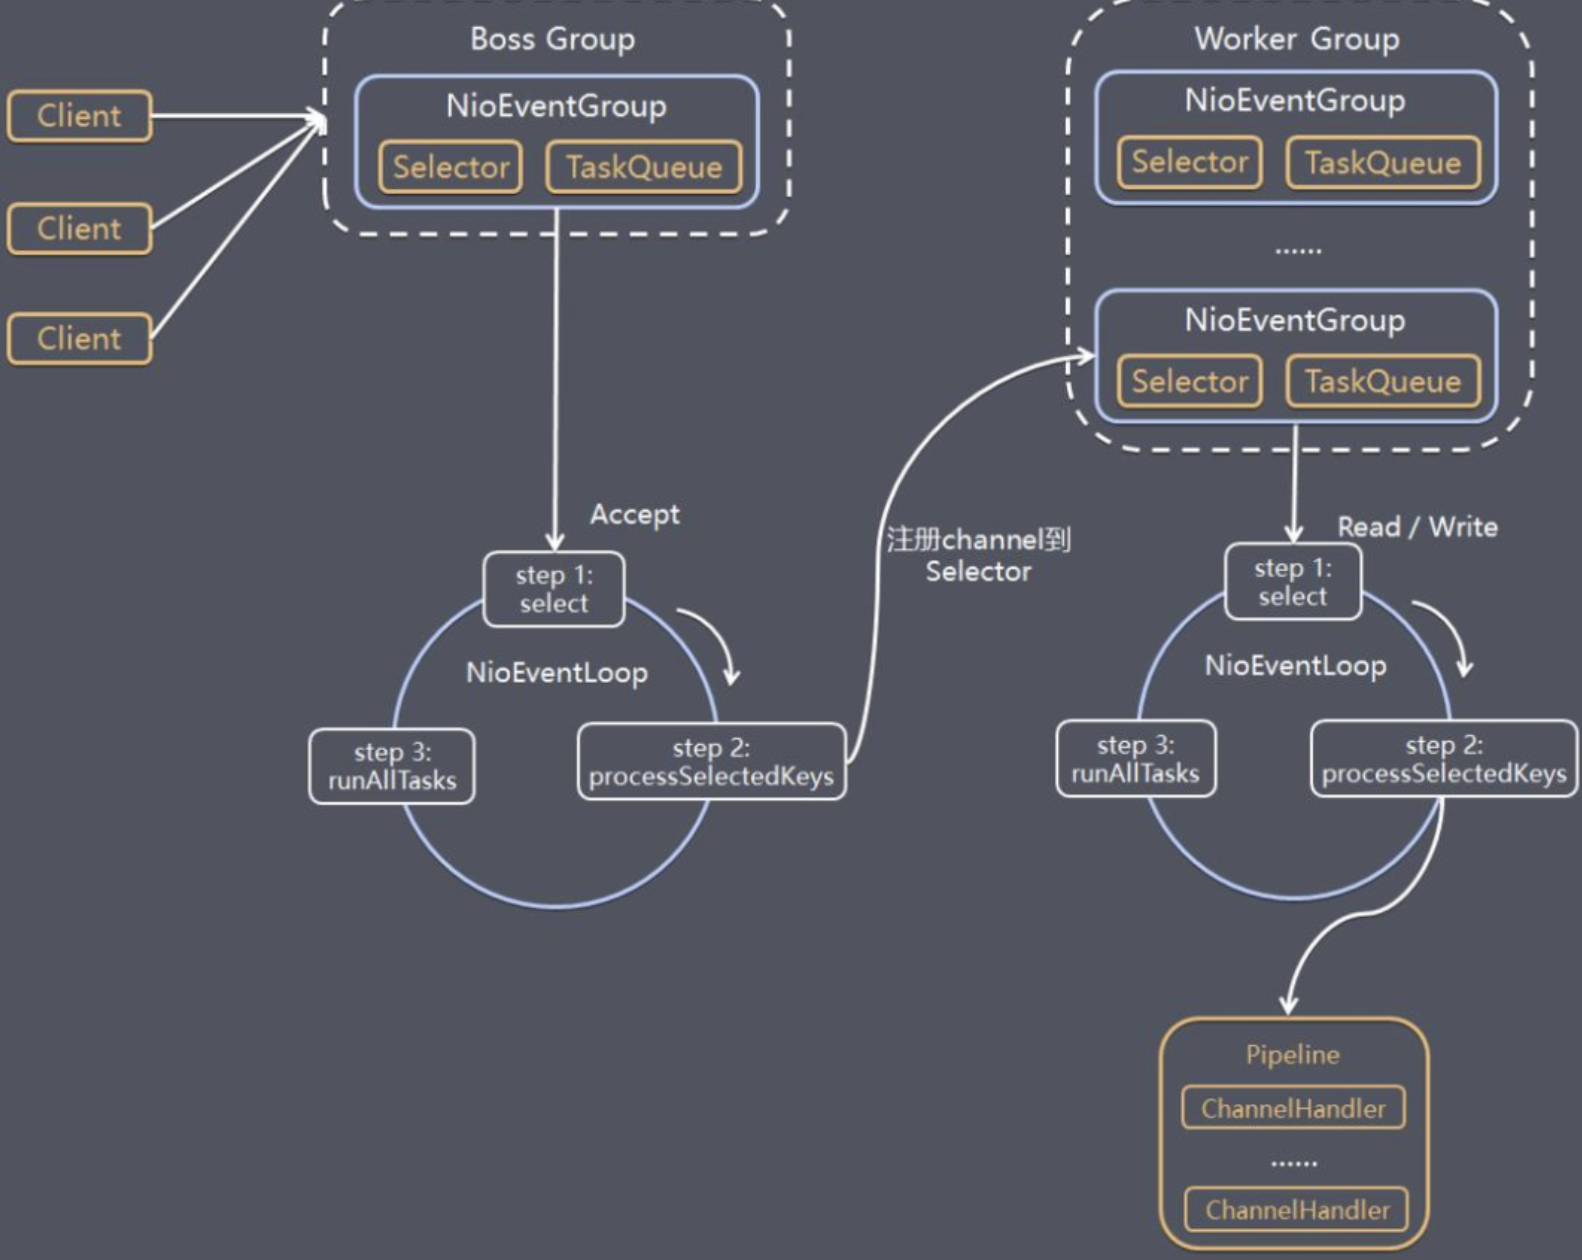 Boss Group
NioEventGroup
Selector
TaskQueue
Client
Client
Client
Accept
step 1:
select
NioEventLoop
step 2:
processSelectedKeys
step 3:
runAllTasks
注册channel到
Selector
Worker Group
NioEventGroup
Selector
TaskQueue
......
NioEventGroup
Selector
TaskQueue
Read / Write
step 1:
select
NioEventLoop
step 2:
processSelectedKeys
step 3:
runAllTasks
Pipeline
ChannelHandler
......
ChannelHandler